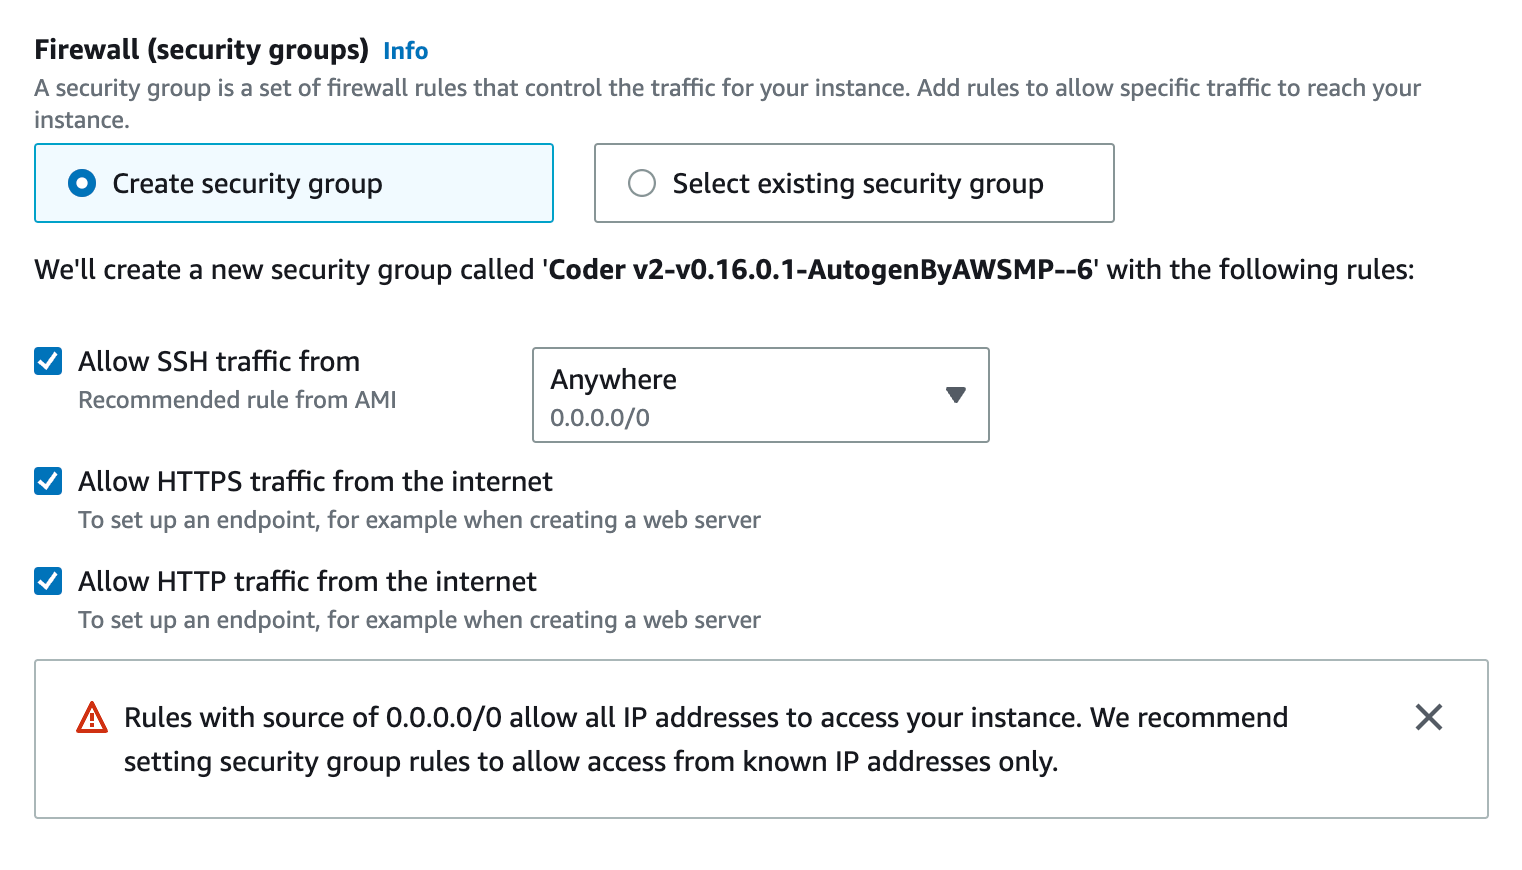 Firewall (security groups) Info
A security group is a set of firewall rules that control the traffic for your instance. Add rules to allow specific traffic to reach your
instance.
Create security group
Select existing security group
We'll create a new security group called 'Coder v2-v0.16.0.1-AutogenByAWSMP--6' with the following rules:
Allow SSH traffic from
Recommended rule from AMI
Anywhere
0.0.0.0/0
Allow HTTPS traffic from the internet
To set up an endpoint, for example when creating a web server
Allow HTTP traffic from the internet
To set up an endpoint, for example when creating a web server
Rules with source of 0.0.0.0/0 allow all IP addresses to access your instance. We recommend
setting security group rules to allow access from known IP addresses only.